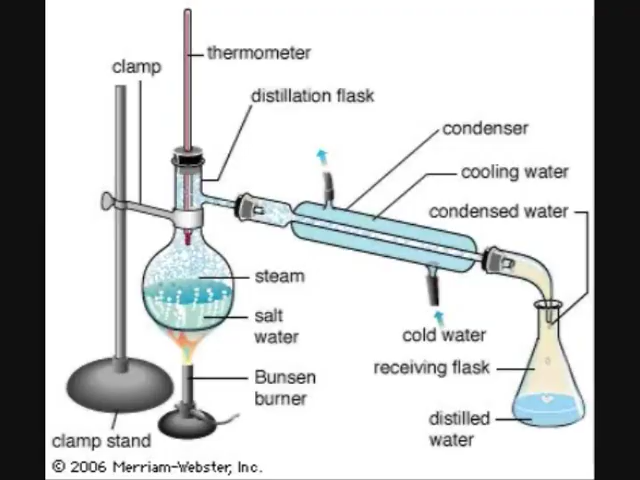 thermometer
clamp
distillation flask
condenser
cooling water
condensed water
steam
salt
water
cold water
receiving flask
Bunsen
burner
distilled
water
clamp stand
© 2006 Merriam-Webster, Inc.